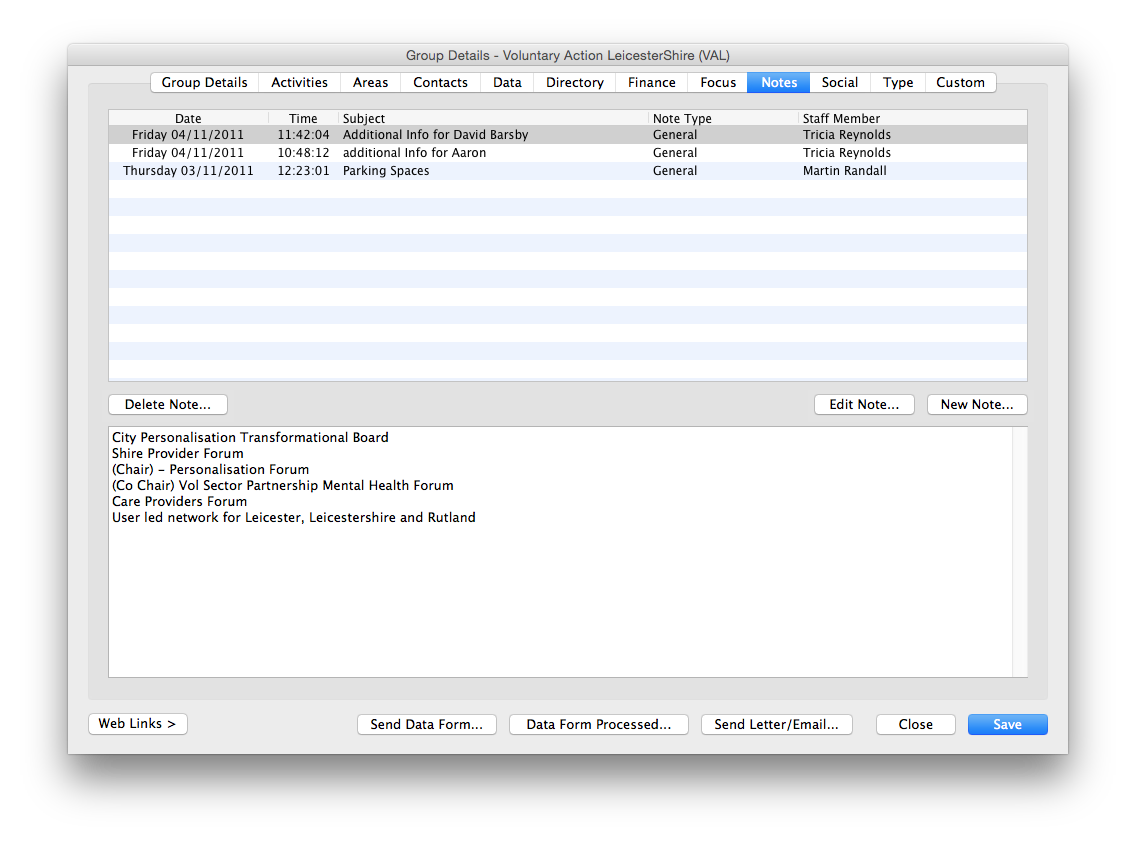 Group Details - Voluntary Action LeicesterShire (VAL)
Group Details Activities Areas Contacts Data Directory Finance Focus Notes Social Type Custom
Date Time Subject Note Type Staff Member
Friday 04/11/2011 11:42:04 Additional Info for David Barsby General Tricia Reynolds
Friday 04/11/2011 10:48:12 additional Info for Aaron General Tricia Reynolds
Thursday 03/11/2011 12:23:01 Parking Spaces General Martin Randall
Delete Note... Edit Note... New Note...
City Personalisation Transformational Board
Shire Provider Forum
(Chair) - Personalisation Forum
(Co Chair) Vol Sector Partnership Mental Health Forum
Care Providers Forum
User led network for Leicester, Leicestershire and Rutland
Web Links > Send Data Form... Data Form Processed... Send Letter/Email... Close Save